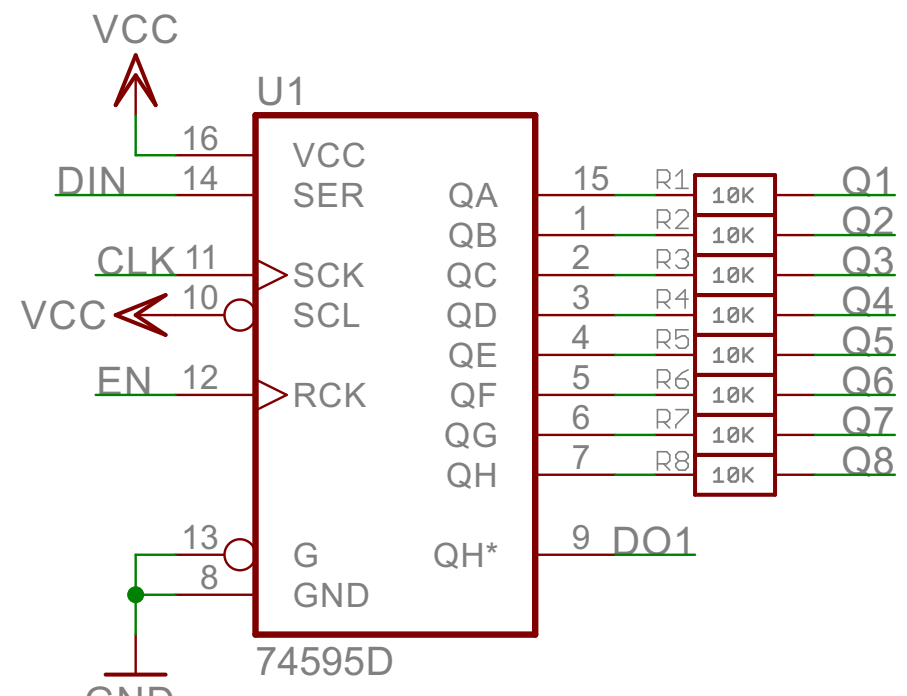 VCC
U1
16 VCC
DIN 14 SER QA 15 R1 10K Q1
QB 1 R2 10K Q2
CLK 11 SCK QC 2 R3 10K Q3
VCC 10 SCL QD 3 R4 10K Q4
QE 4 R5 10K Q5
EN 12 RCK QF 5 R6 10K Q6
QG 6 R7 10K Q7
QH 7 R8 10K Q8
13 G QH* 9 DO1
8 GND
74595D
GND